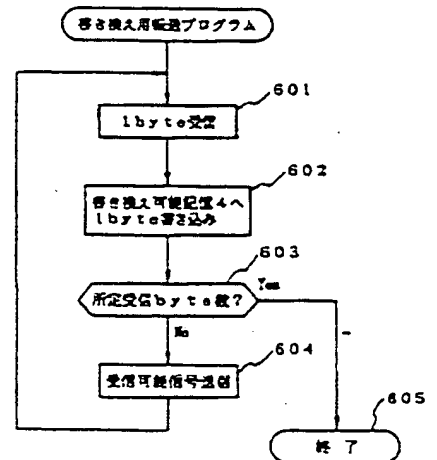 書き換え用転送プログラム
601
1byte受信
602
書き換え可能記憶4へ
1byte書き込み
603
所定受信byte数?
Yes
No
604
受信可能信号送信
605
終了